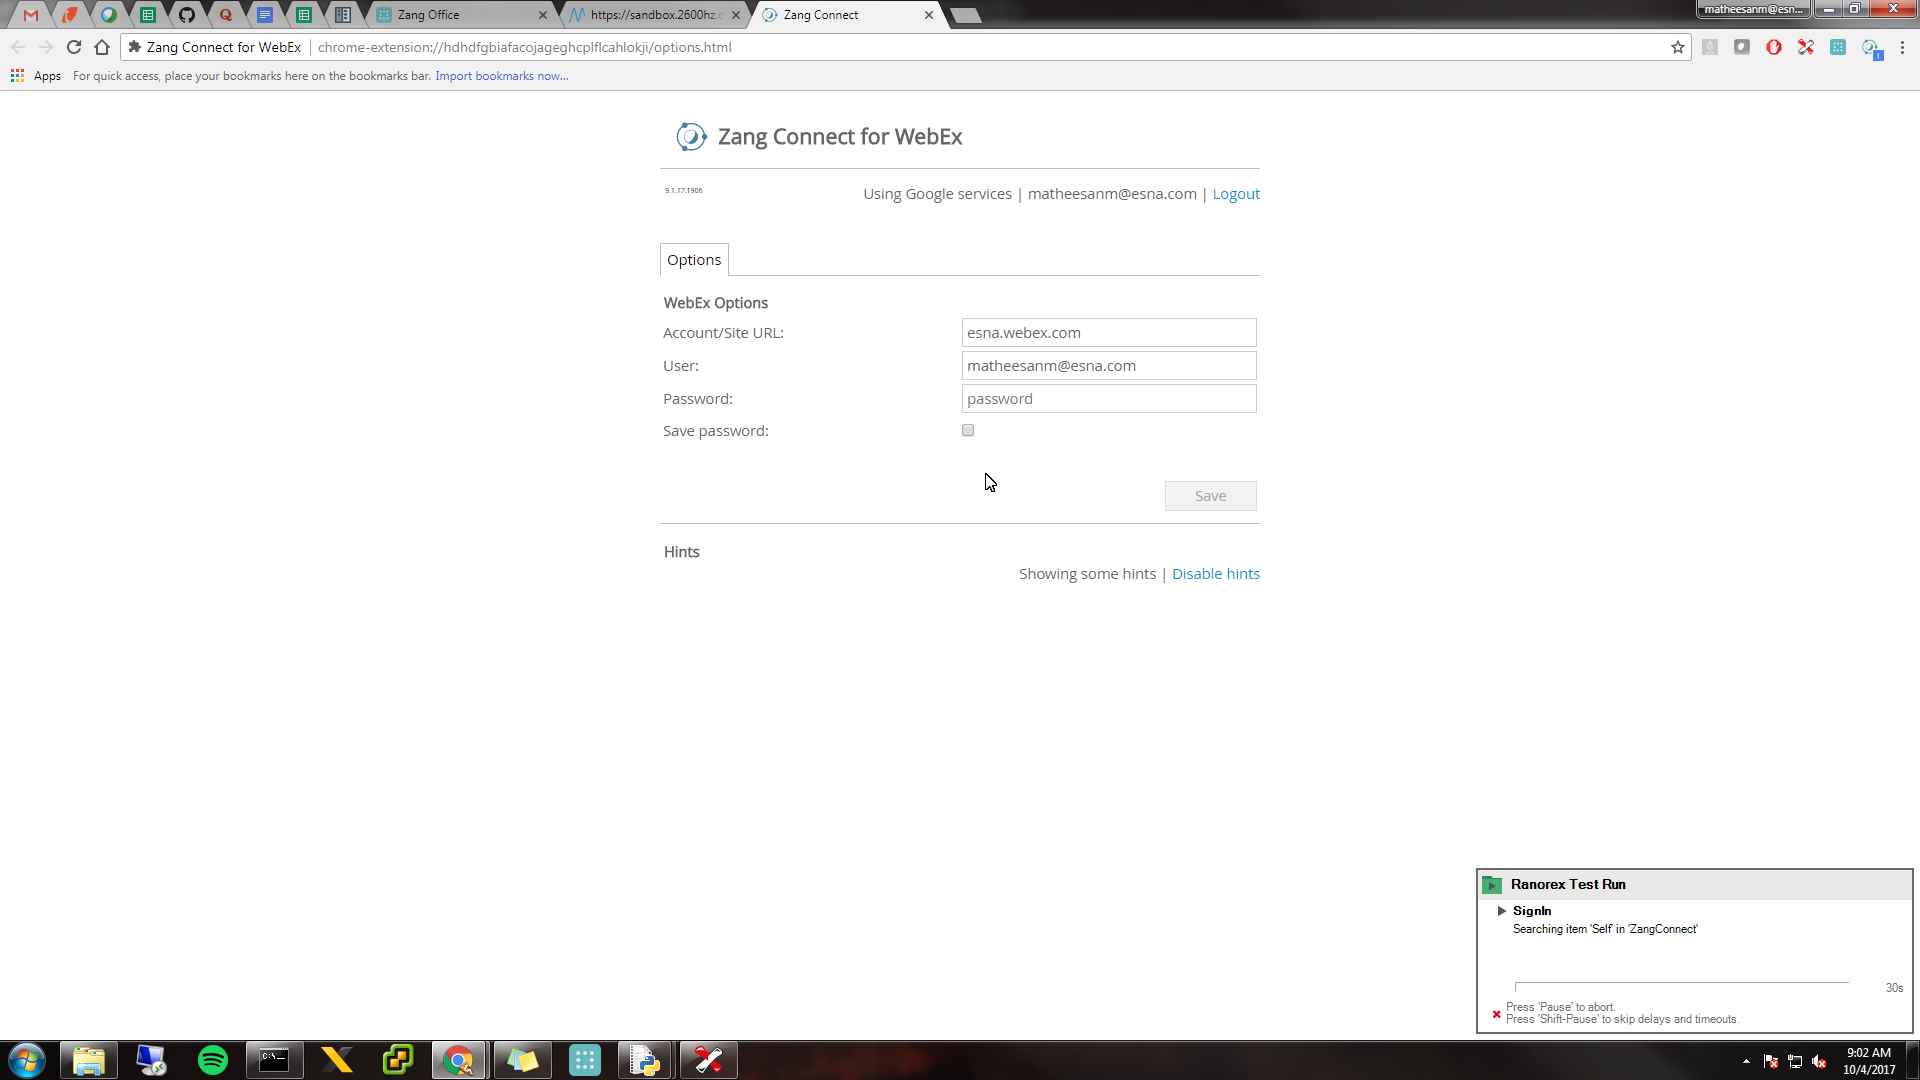 Zang Office
https://sandbox.2600hz.c
Zang Connect
matheesanm@esn...
Zang Connect for WebEx
chrome-extension://hdhdfgbiafacojageghcplflcahlokji/options.html
Apps
For quick access, place your bookmarks here on the bookmarks bar. Import bookmarks now...
Zang Connect for WebEx
9.1.17.1906
Using Google services | matheesanm@esna.com | Logout
Options
WebEx Options
Account/Site URL:
esna.webex.com
User:
matheesanm@esna.com
Password:
password
Save password:
Save
Hints
Showing some hints | Disable hints
Ranorex Test Run
SignIn
Searching item 'Self' in 'ZangConnect'
30s
Press 'Pause' to abort.
Press 'Shift-Pause' to skip delays and timeouts.
C:\._
9:02 AM
10/4/2017